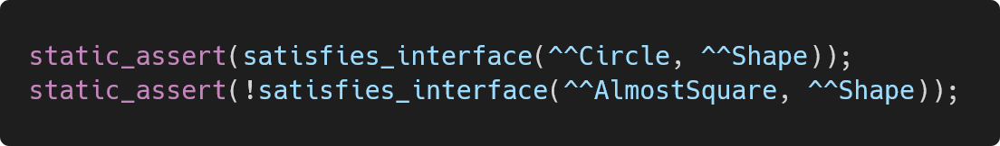 static_assert(satisfies_interface(^^Circle, ^^Shape));
static_assert(!satisfies_interface(^^AlmostSquare, ^^Shape));